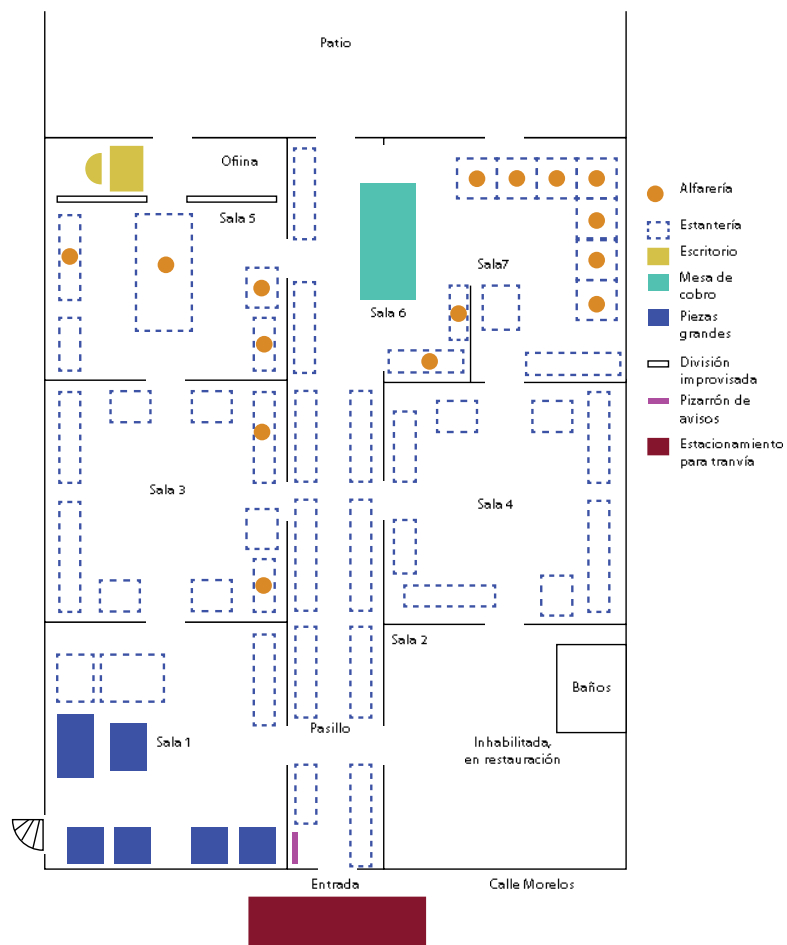 Patio
Ofiina
Sala 5
Sala7
Sala 6
Sala 3
Sala 4
Sala 2
Baños
Pasillo
Sala 1
Inhabilitada,
en restauración
Entrada
Calle Morelos
Alfarería
Estantería
Escritorio
Mesa de
cobro
Piezas
grandes
División
improvisada
Pizarrón de
avisos
Estacionamiento
para tranvía